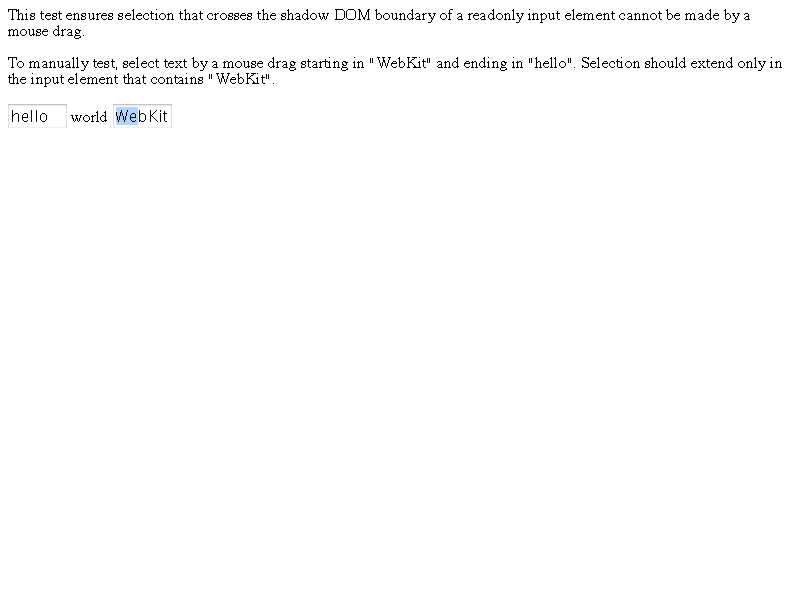 This test ensures selection that crosses the shadow DOM boundary of a readonly input element cannot be made by a
mouse drag.
To manually test, select text by a mouse drag starting in "WebKit" and ending in "hello". Selection should extend only in
the input element that contains "WebKit".
hello world WebKit